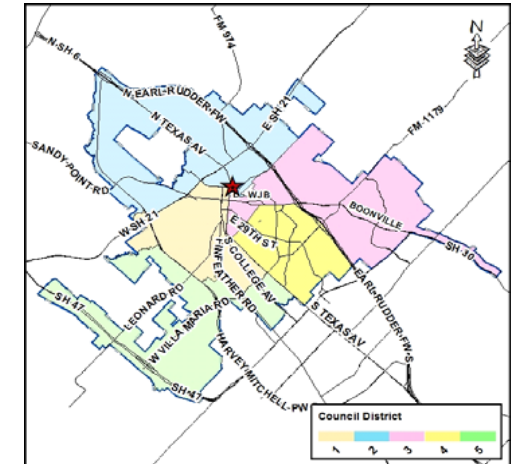 N
FM 974
N-SH-6
N-EARL-RUDDER-FW
E SH-21
N TEXAS AV
FM-1179
SANDY-POINT-RD
WJB
BOONVILLE
W-SH-21
E 29TH ST
SH-30
S COLLEGE AV
FINFEATHER RD
EARL-RUDDER-FW-S
LEONARD RD
SH 47
W VILLA MARIA RD
S TEXAS AV
HARVEY MITCHELL-PW
SH-47
Council District
1 2 3 4 5